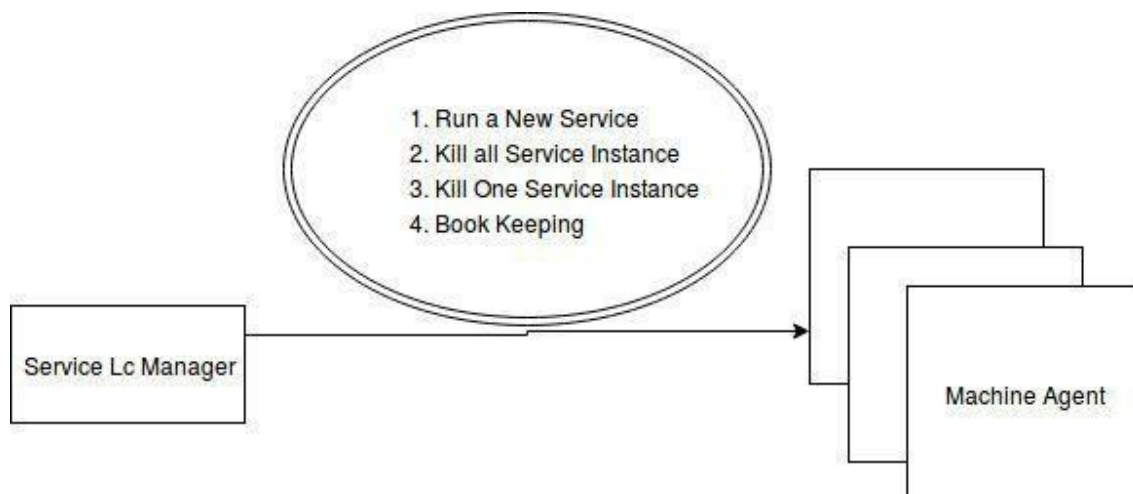 1. Run a New Service
2. Kill all Service Instance
3. Kill One Service Instance
4. Book Keeping
Service Lc Manager
Machine Agent